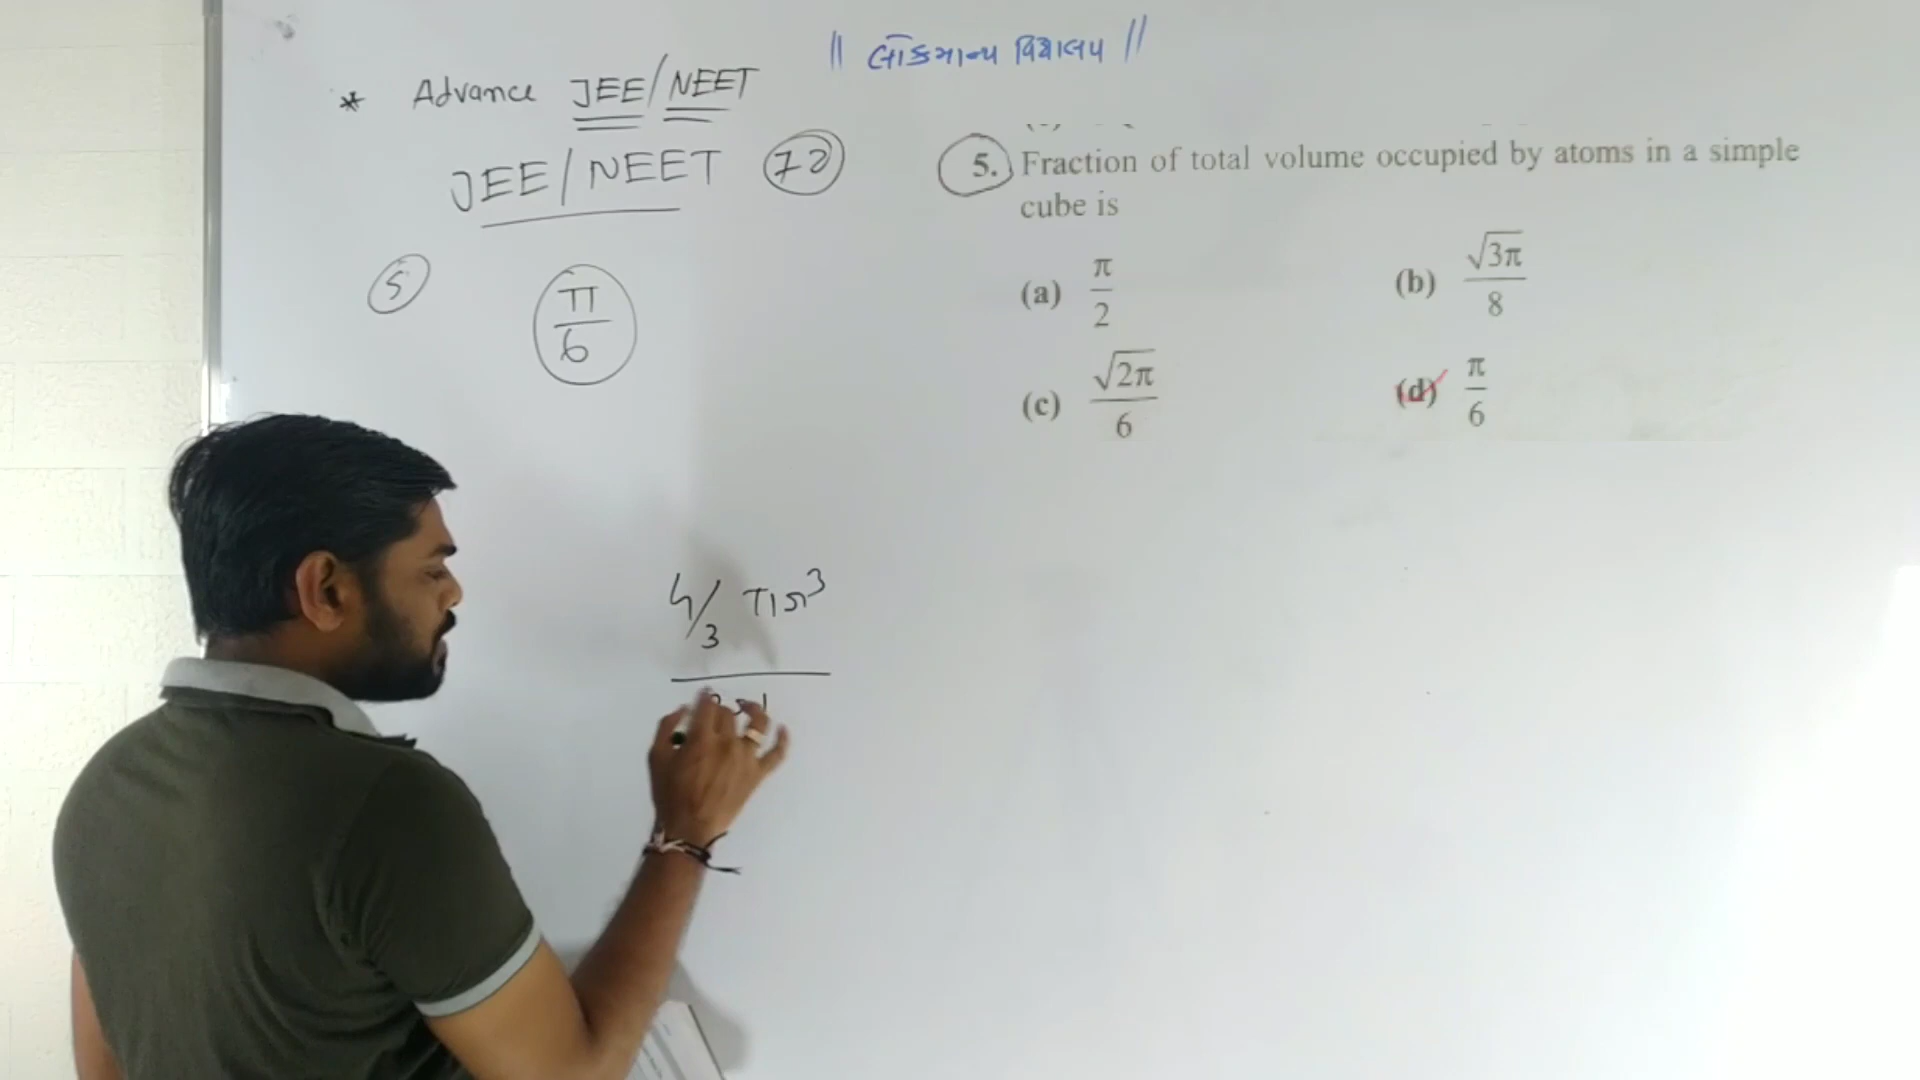 || લોકમાન્ય વિદ્યાલય ||
* Advance JEE/NEET
JEE/NEET 72
5
π/6
5. Fraction of total volume occupied by atoms in a simple
cube is
(a) π/2
(b) √3π/8
(c) √2π/6
(d) π/6
4/3 πr³